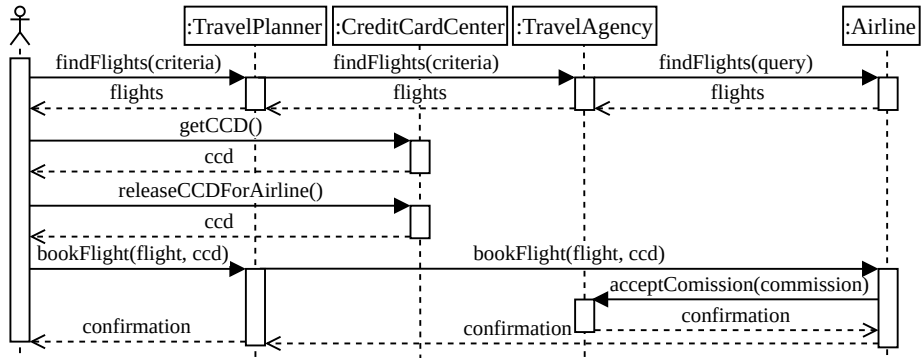 :TravelPlanner :CreditCardCenter :TravelAgency :Airline
findFlights(criteria) findFlights(criteria) findFlights(query)
flights flights flights
getCCD()
ccd
releaseCCDForAirline()
ccd
bookFlight(flight, ccd) bookFlight(flight, ccd)
acceptComission(commission)
confirmation
confirmation confirmation